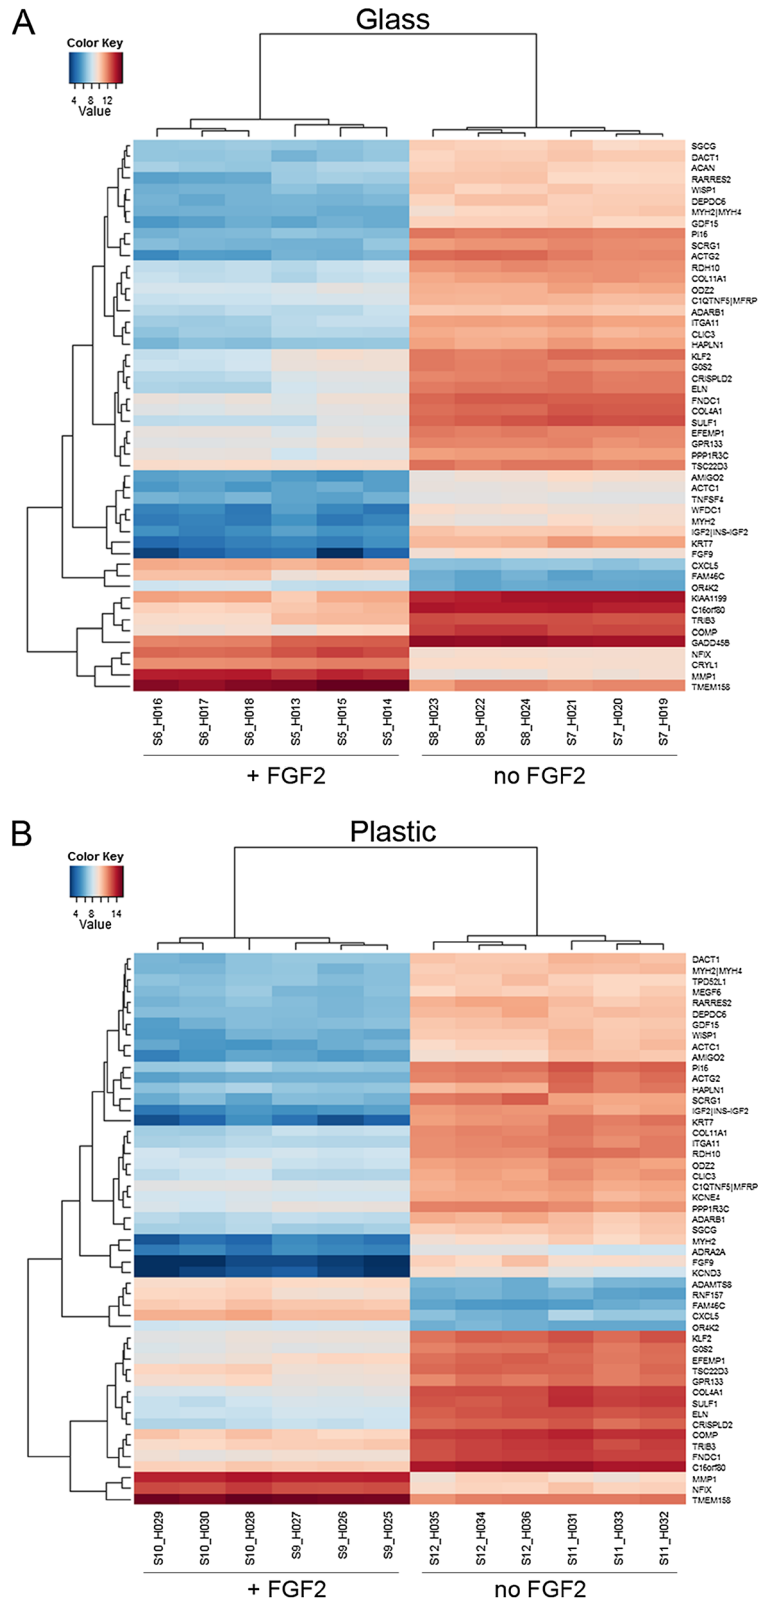 A
Glass
Color Key
4 8 12
Value
SGCG
DACT1
ACAN
RARRES2
WISP1
DEPDC6
MYH2|MYH4
GDF15
PI16
SCRG1
ACTG2
RDH10
COL11A1
ODZ2
C1QTNF5|MFRP
ADARB1
ITGA11
CLIC3
HAPLN1
KLF2
G0S2
CRISPLD2
ELN
FNDC1
COL4A1
SULF1
EFEMP1
GPR133
PPP1R3C
TSC22D3
AMIGO2
ACTC1
TNFSF4
WFDC1
MYH2
IGF2|INS-IGF2
KRT7
FGF9
CXCL5
FAM46C
OR4K2
KIAA1199
C16orf80
TRIB3
COMP
GADD45B
NFIX
CRYL1
MMP1
TMEM158
S6_H016
S6_H017
S6_H018
S5_H013
S5_H015
S5_H014
S8_H023
S8_H022
S8_H024
S7_H021
S7_H020
S7_H019
+ FGF2
no FGF2
B
Plastic
Color Key
4 8 14
Value
DACT1
MYH2|MYH4
TPD52L1
MEGF6
RARRES2
DEPDC6
GDF15
WISP1
ACTC1
AMIGO2
PI16
ACTG2
HAPLN1
SCRG1
IGF2|INS-IGF2
KRT7
COL11A1
ITGA11
RDH10
ODZ2
CLIC3
C1QTNF5|MFRP
KCNE4
PPP1R3C
ADARB1
SGCG
MYH2
ADRA2A
FGF9
KCND3
ADAMTS8
RNF157
FAM46C
CXCL5
OR4K2
KLF2
G0S2
EFEMP1
TSC22D3
GPR133
COL4A1
SULF1
ELN
CRISPLD2
COMP
TRIB3
FNDC1
C16orf80
MMP1
NFIX
TMEM158
S10_H029
S10_H030
S10_H028
S9_H027
S9_H026
S9_H025
S12_H035
S12_H034
S12_H036
S11_H031
S11_H033
S11_H032
+ FGF2
no FGF2